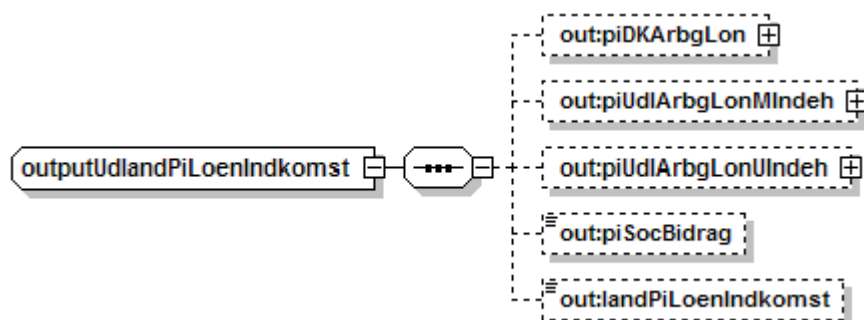 out:piDKArbgLon
out:piUdlArbgLonMIndeh
outputUdlandPiLoenIndkomst
out:piUdlArbgLonUIndeh
out:piSocBidrag
out:landPiLoenIndkomst